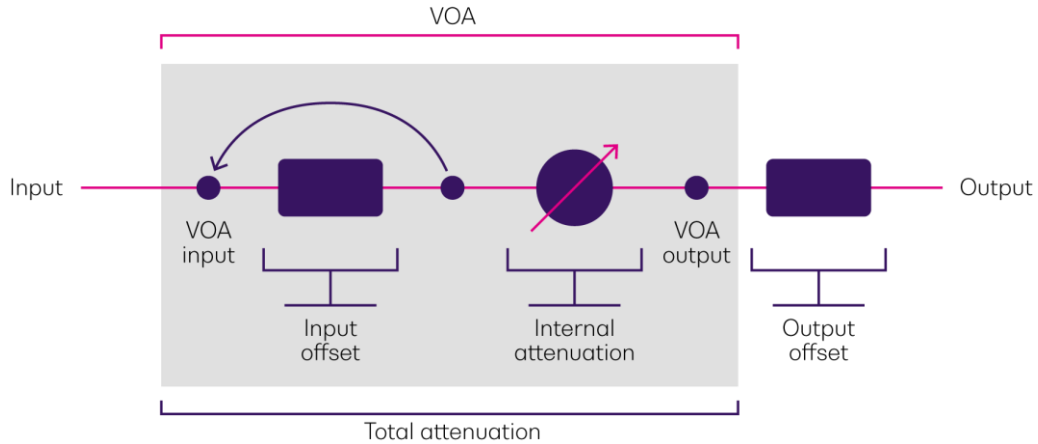 VOA
Input
VOA
input
VOA
output
Output
Input
offset
Internal
attenuation
Output
offset
Total attenuation